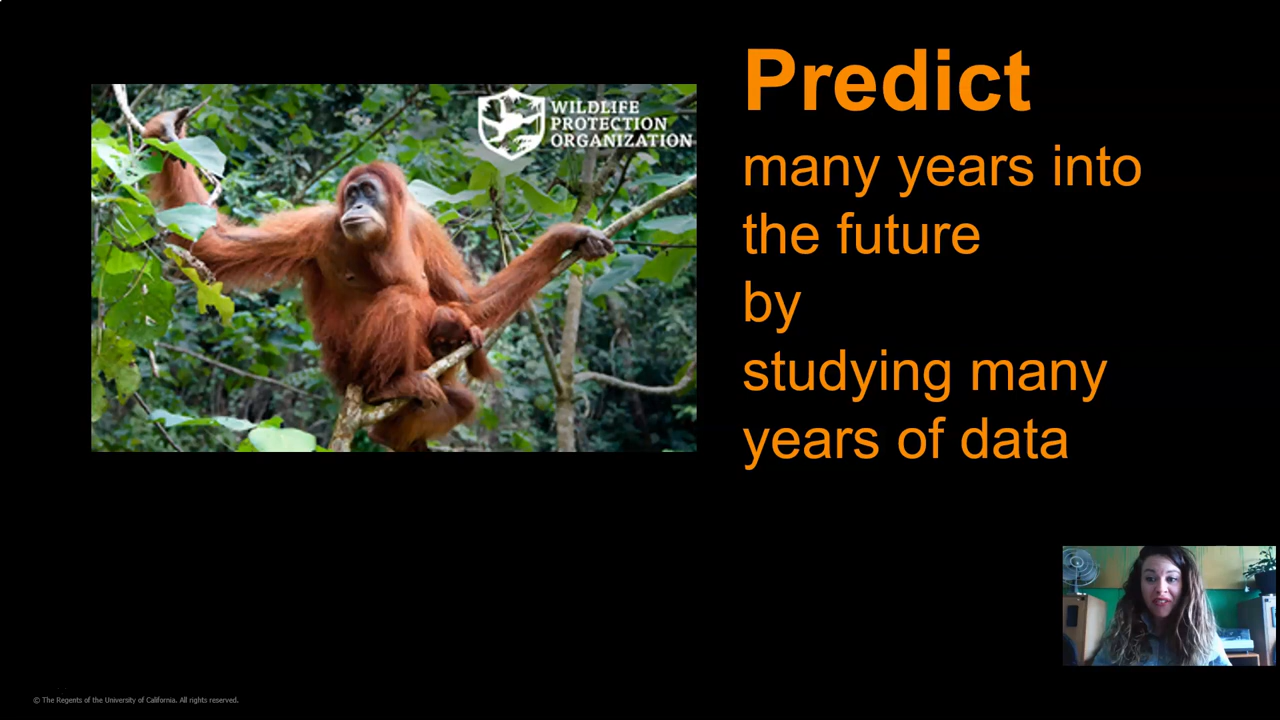 WILDLIFE
PROTECTION
ORGANIZATION
Predict
many years into
the future
by
studying many
years of data
© The Regents of the University of California. All rights reserved.